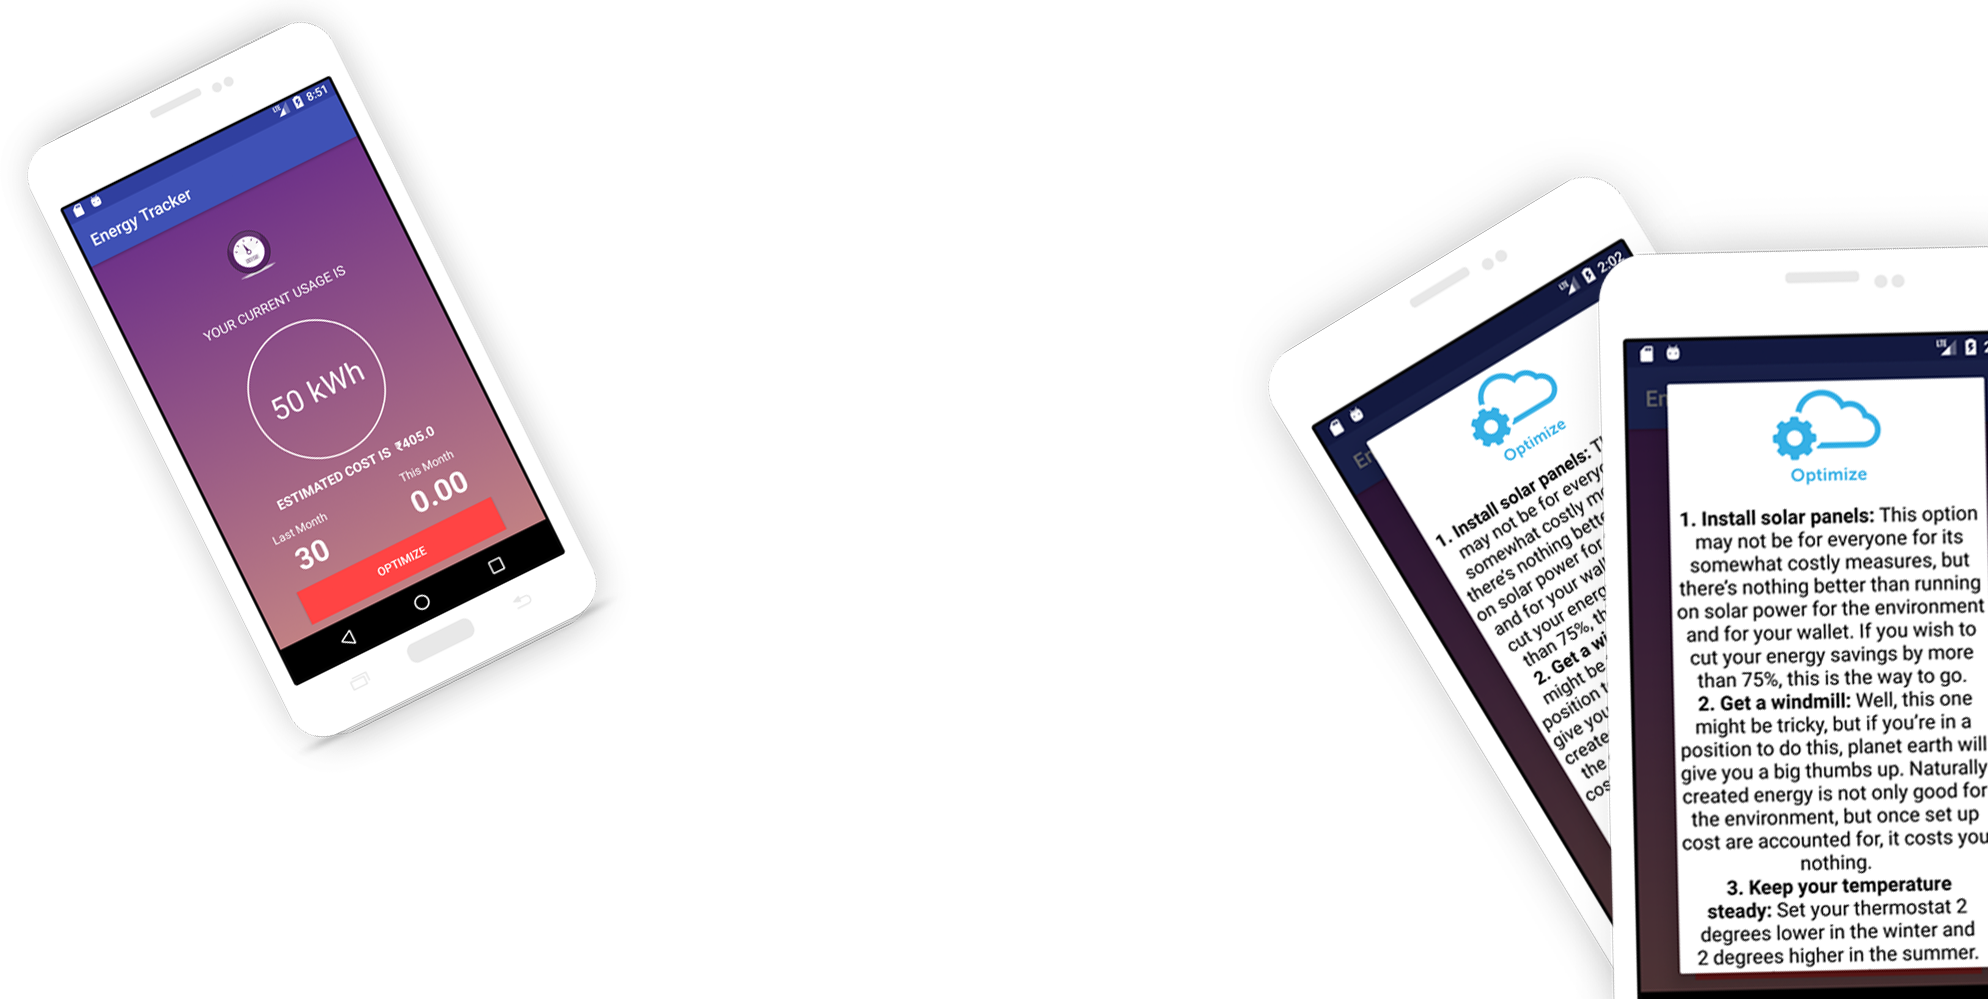 LTE 8:51
Energy Tracker
YOUR CURRENT USAGE IS
50 kWh
ESTIMATED COST IS ₹405.0
Last Month
This Month
30
0.00
OPTIMIZE
LTE 2:02
En
Optimize
1. Install solar panels: T
may not be for everyo
somewhat costly me
there's nothing bette
on solar power for
and for your wal
cut your energ
than 75%, th
2. Get a wi
might be
position t
give you
create
the
cos
LTE 2
En
Optimize
1. Install solar panels: This option
may not be for everyone for its
somewhat costly measures, but
there's nothing better than running
on solar power for the environment
and for your wallet. If you wish to
cut your energy savings by more
than 75%, this is the way to go.
2. Get a windmill: Well, this one
might be tricky, but if you're in a
position to do this, planet earth will
give you a big thumbs up. Naturally
created energy is not only good for
the environment, but once set up
cost are accounted for, it costs you
nothing.
3. Keep your temperature
steady: Set your thermostat 2
degrees lower in the winter and
2 degrees higher in the summer.